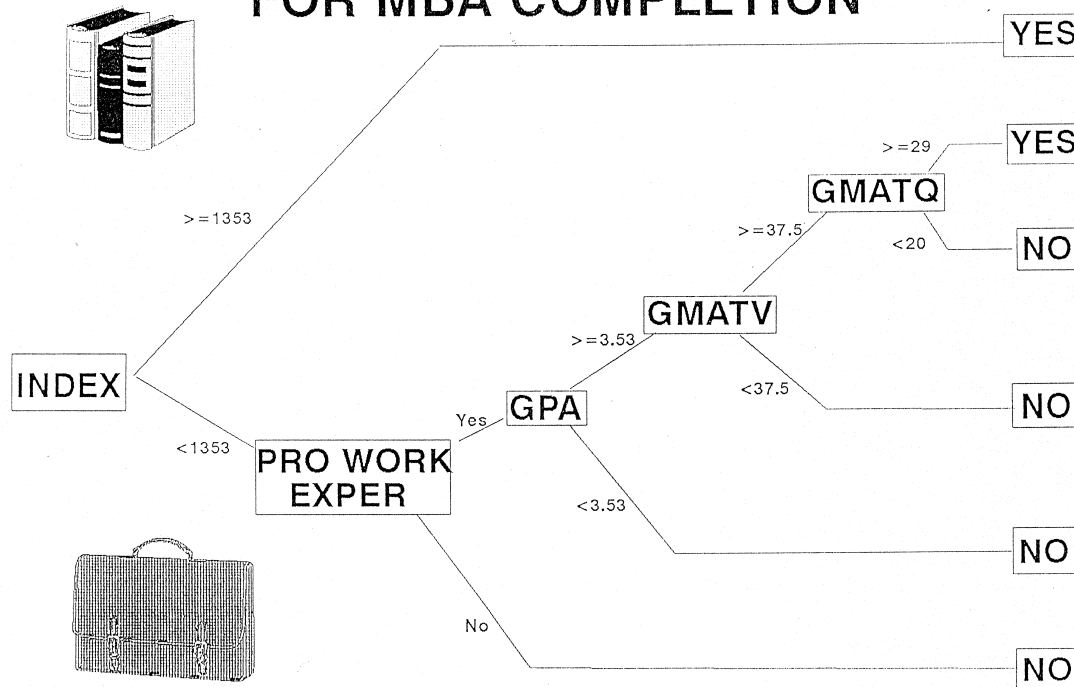 FOR MBA COMPLETION
YES
>=29
YES
GMATQ
>=1353
>=37.5
<20
NO
GMATV
>=3.53
INDEX
<37.5
GPA
NO
Yes
<1353
PRO WORK
EXPER
<3.53
NO
No
NO